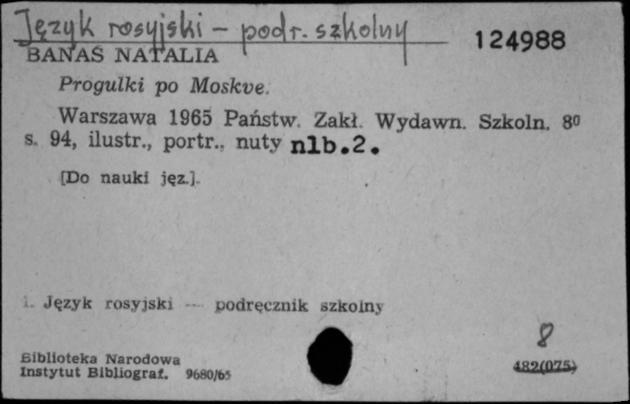 Język rosyjski - podr. szkolny
124988
BANAŚ NATALIA
Progulki po Moskve.
Warszawa 1965 Państw. Zakł. Wydawn. Szkoln. 8⁰
s. 94, ilustr., portr., nuty nlb.2.
[Do nauki jęz.].
1. Język rosyjski — podręcznik szkolny
8
Biblioteka Narodowa
Instytut Bibliograf. 9680/65
482(075)